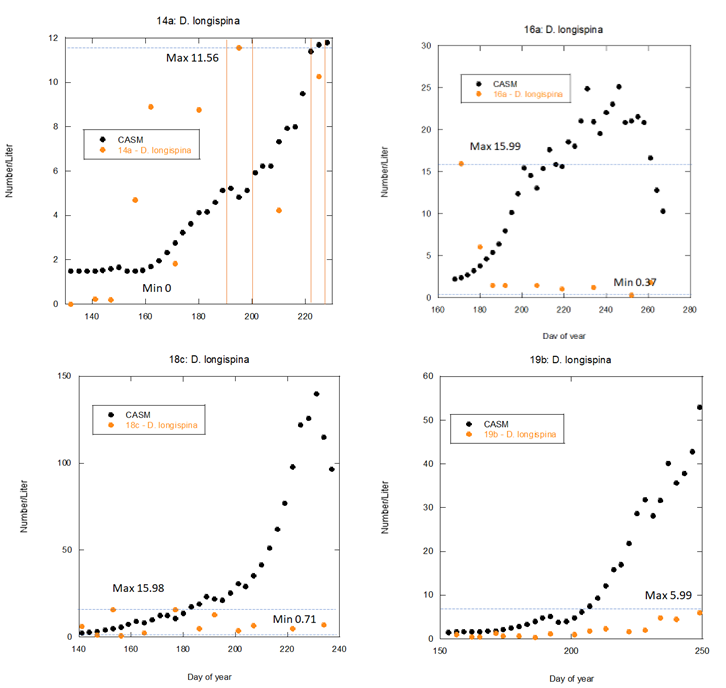 14a: D. longispina
12
10
8
6
4
2
0
Number/Liter
Max 11.56
CASM
14a - D. longispina
Min 0
140
160
180
200
220
16a: D. longispina
30
25
20
15
10
5
0
Number/Liter
CASM
16a - D. longispina
Max 15.99
Min 0.37
160
180
200
220
240
260
280
Day of year
18c: D. longispina
150
100
50
0
Number/Liter
CASM
18c - D. longispina
Max 15.98
Min 0.71
140
160
180
200
220
240
Day of year
19b: D. longispina
60
50
40
30
20
10
0
Number/Liter
CASM
19b - D. longispina
Max 5.99
150
200
250
Day of year